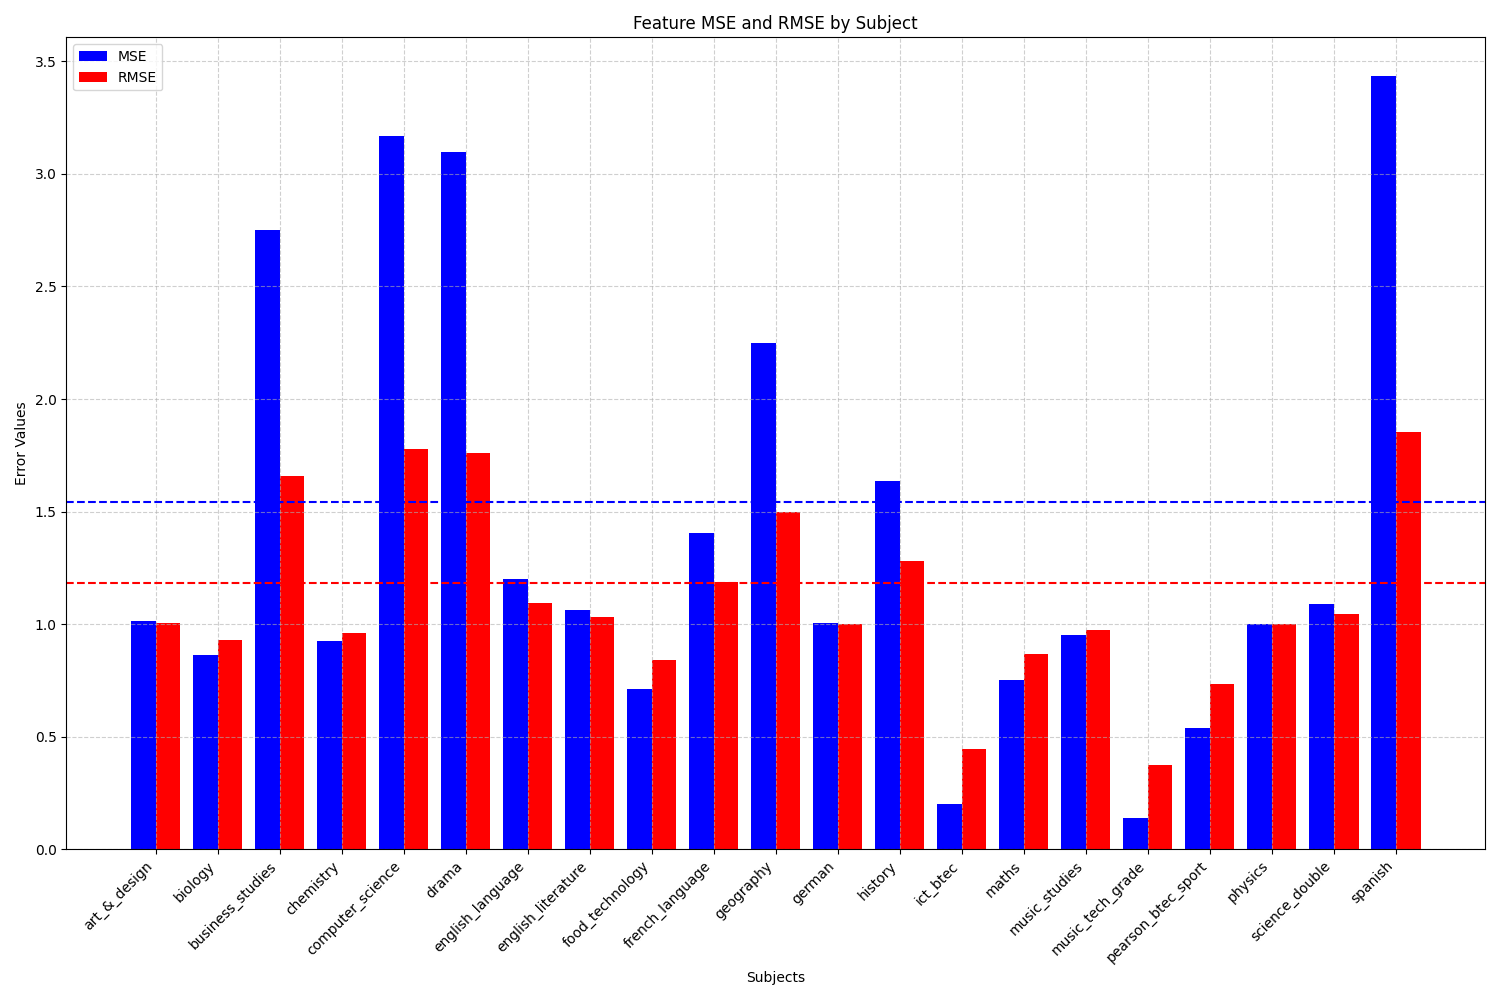 Feature MSE and RMSE by Subject
MSE
RMSE
Error Values
3.5
3.0
2.5
2.0
1.5
1.0
0.5
0.0
art_&_design
biology
business_studies
chemistry
computer_science
drama
english_language
english_literature
food_technology
french_language
geography
german
history
ict_btec
maths
music_studies
music_tech_grade
pearson_btec_sport
physics
science_double
spanish
Subjects